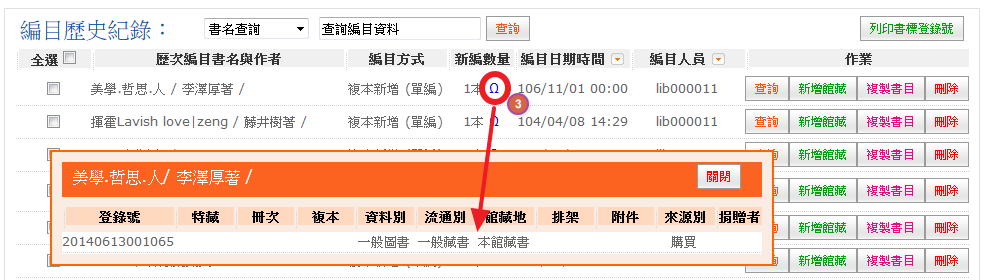 編目歷史紀錄： 書名查詢 查詢編目資料 查詢 列印書標登錄號
全選 歷次編目書名與作者 編目方式 新編數量 編目日期時間 編目人員 作業
美學.哲思.人 / 李澤厚著 / 複本新增 (單編) 1本 Ω 106/11/01 00:00 lib000011 查詢 新增館藏 複製書目 刪除
3
揮霍Lavish love|zeng / 藤井樹著 / 複本新增 (單編) 1本 Ω 104/04/08 14:29 lib000011 查詢 新增館藏 複製書目 刪除
查詢 新增館藏 複製書目 刪除
美學.哲思.人/ 李澤厚著 / 關閉
查詢 新增館藏 複製書目 刪除
登錄號 特藏 冊次 複本 資料別 流通別 館藏地 排架 附件 來源別 捐贈者
查詢 新增館藏 複製書目 刪除
20140613001065 一般圖書 一般藏書 本館藏書 購買
查詢 新增館藏 複製書目 刪除